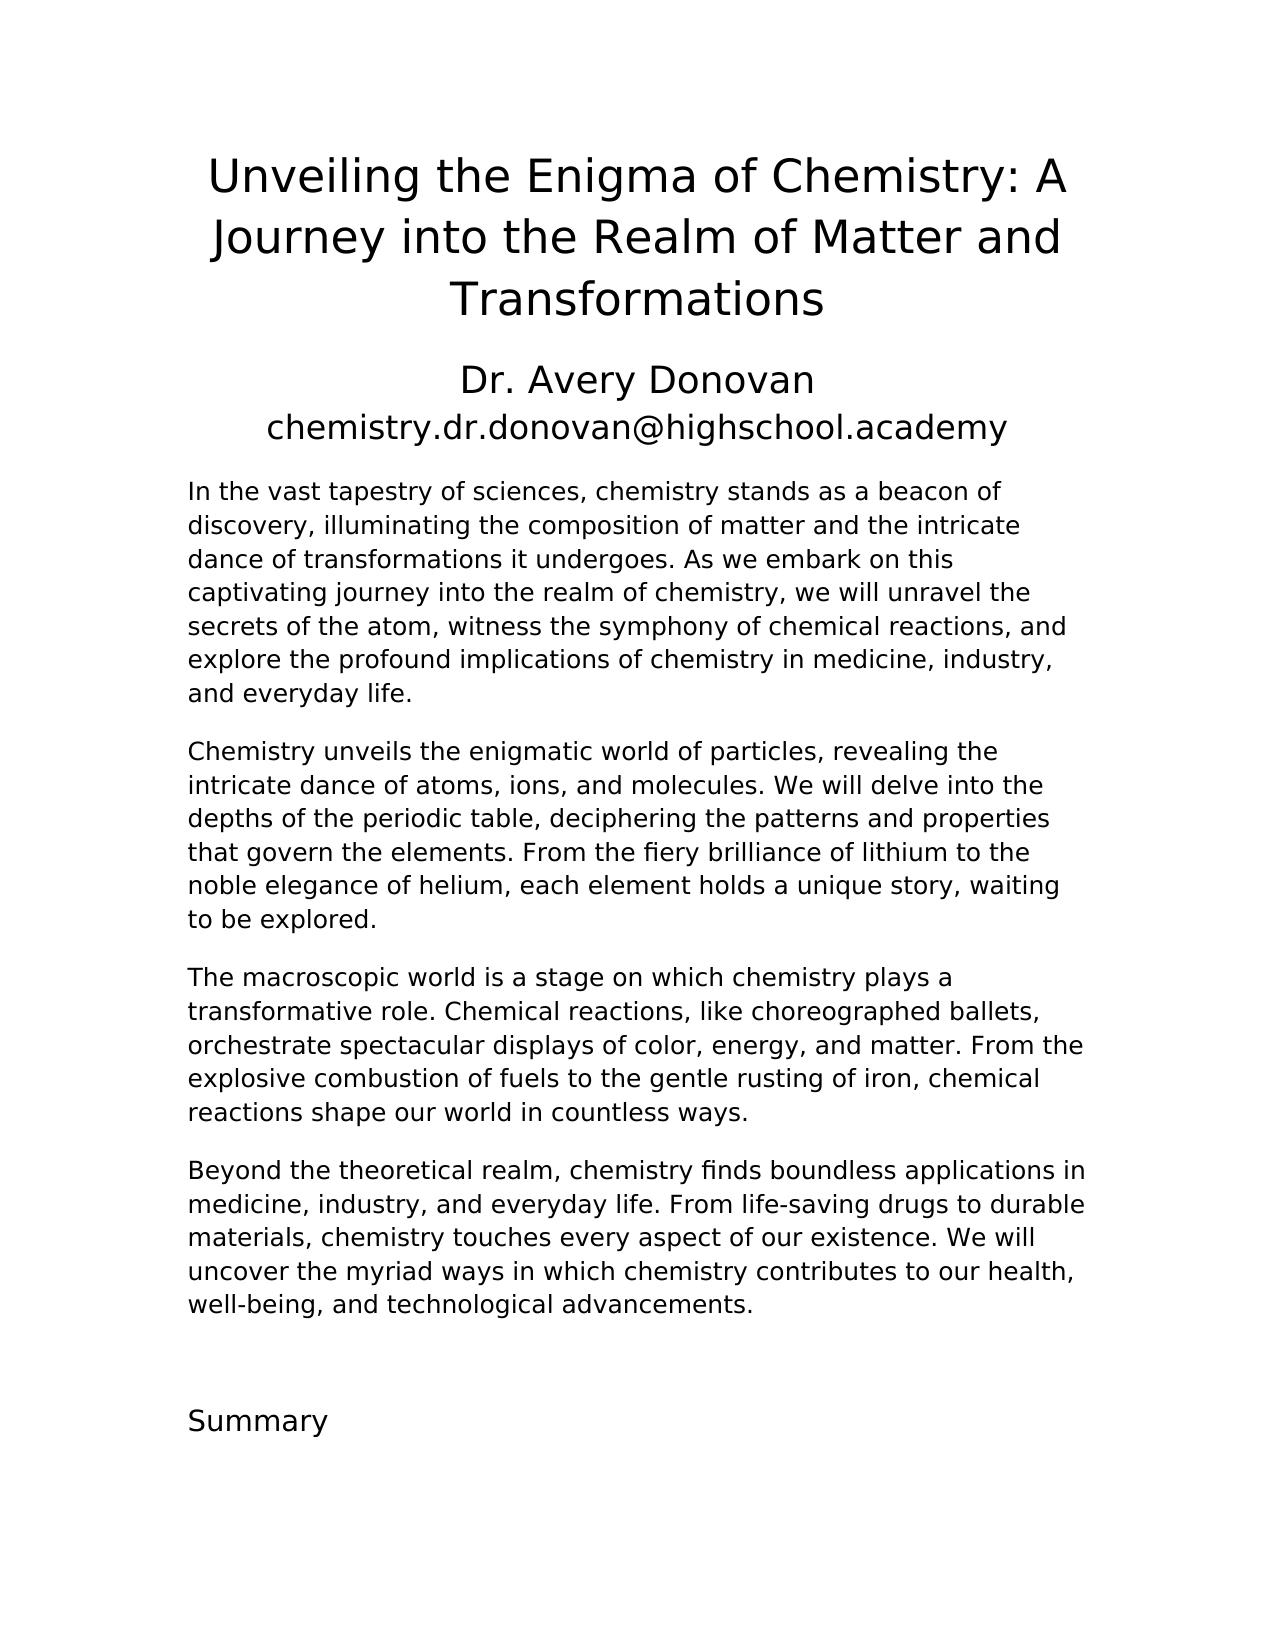 Unveiling the Enigma of Chemistry: A
Journey into the Realm of Matter and
Transformations
Dr. Avery Donovan
chemistry.dr.donovan@highschool.academy
In the vast tapestry of sciences, chemistry stands as a beacon of
discovery, illuminating the composition of matter and the intricate
dance of transformations it undergoes. As we embark on this
captivating journey into the realm of chemistry, we will unravel the
secrets of the atom, witness the symphony of chemical reactions, and
explore the profound implications of chemistry in medicine, industry,
and everyday life.
Chemistry unveils the enigmatic world of particles, revealing the
intricate dance of atoms, ions, and molecules. We will delve into the
depths of the periodic table, deciphering the patterns and properties
that govern the elements. From the fiery brilliance of lithium to the
noble elegance of helium, each element holds a unique story, waiting
to be explored.
The macroscopic world is a stage on which chemistry plays a
transformative role. Chemical reactions, like choreographed ballets,
orchestrate spectacular displays of color, energy, and matter. From the
explosive combustion of fuels to the gentle rusting of iron, chemical
reactions shape our world in countless ways.
Beyond the theoretical realm, chemistry finds boundless applications in
medicine, industry, and everyday life. From life-saving drugs to durable
materials, chemistry touches every aspect of our existence. We will
uncover the myriad ways in which chemistry contributes to our health,
well-being, and technological advancements.
Summary